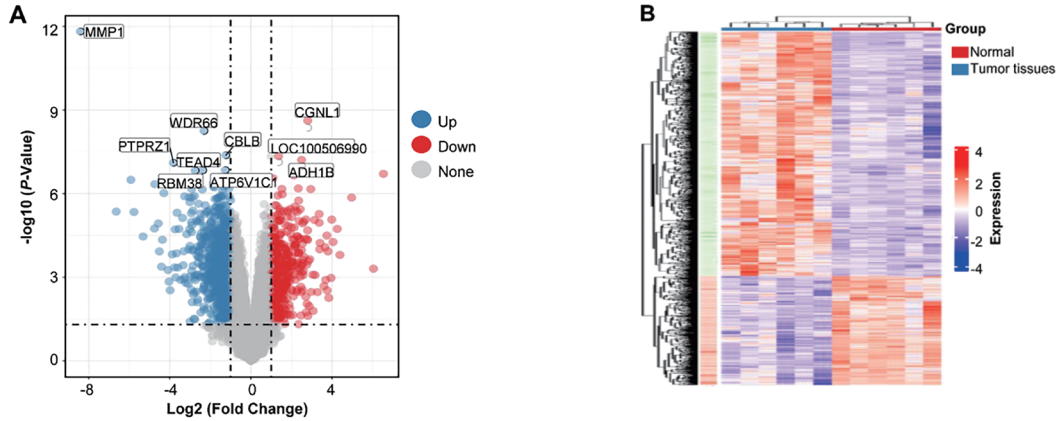 A
12
9
6
3
0
-log10 (P-Value)
MMP1
WDR66
PTPRZ1
TEAD4
CBLB
RBM38
ATP6V1C1
CGNL1
LOC100506990
ADH1B
-8
-4
0
4
Log2 (Fold Change)
Up
Down
None
B
Group
Normal
Tumor tissues
4
2
0
-2
-4
Expression